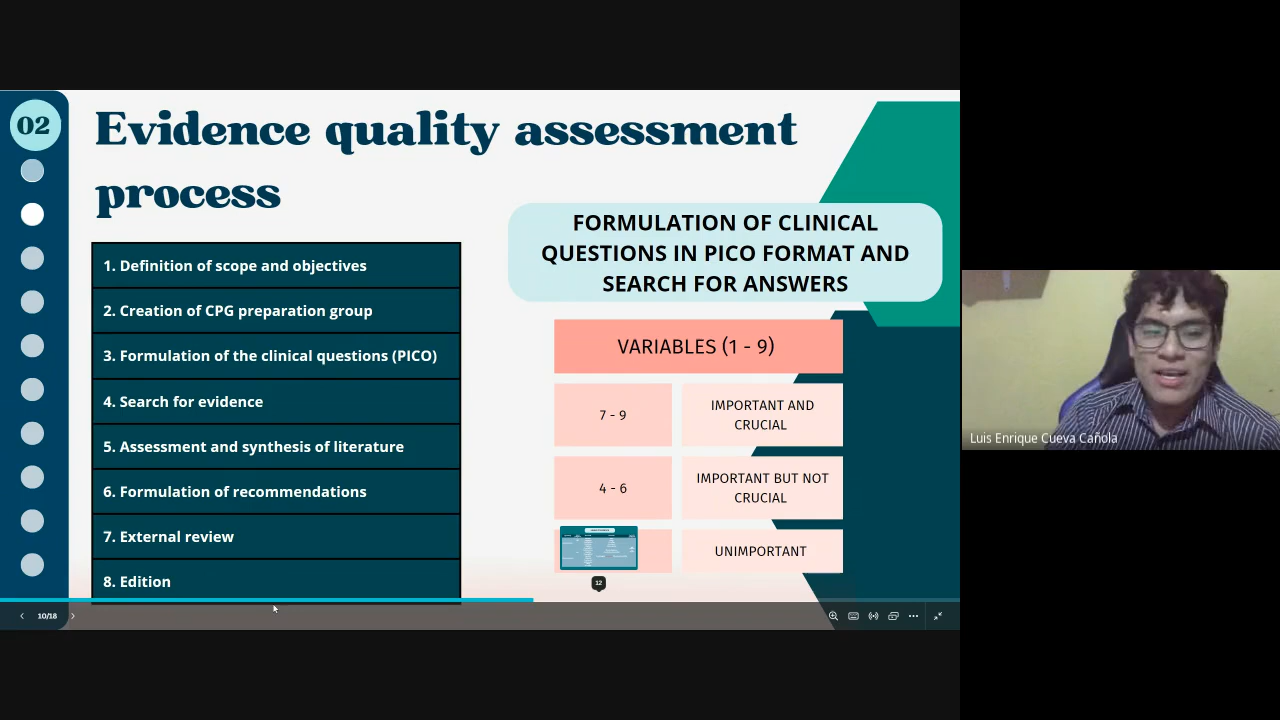 02
Evidence quality assessment
process
FORMULATION OF CLINICAL
QUESTIONS IN PICO FORMAT AND
SEARCH FOR ANSWERS
1. Definition of scope and objectives
2. Creation of CPG preparation group
3. Formulation of the clinical questions (PICO)
4. Search for evidence
5. Assessment and synthesis of literature
6. Formulation of recommendations
7. External review
8. Edition
VARIABLES (1 - 9)
7 - 9
IMPORTANT AND
CRUCIAL
4 - 6
IMPORTANT BUT NOT
CRUCIAL
UNIMPORTANT
12
10/18
Luis Enrique Cueva Cañola